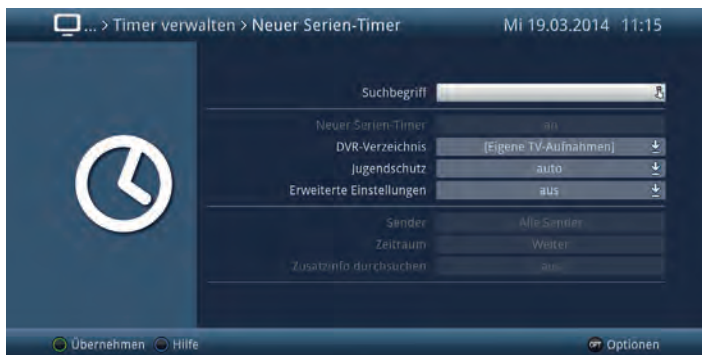 ... > Timer verwalten > Neuer Serien-Timer Mi 19.03.2014 11:15
Suchbegriff
Neuer Serien-Timer an
DVR-Verzeichnis [Eigene TV-Aufnahmen]
Jugendschutz auto
Erweiterte Einstellungen aus
Sender Alle Sender
Zeitraum Weiter
Zusatzinfo durchsuchen aus
Übernehmen Hilfe OPT Optionen